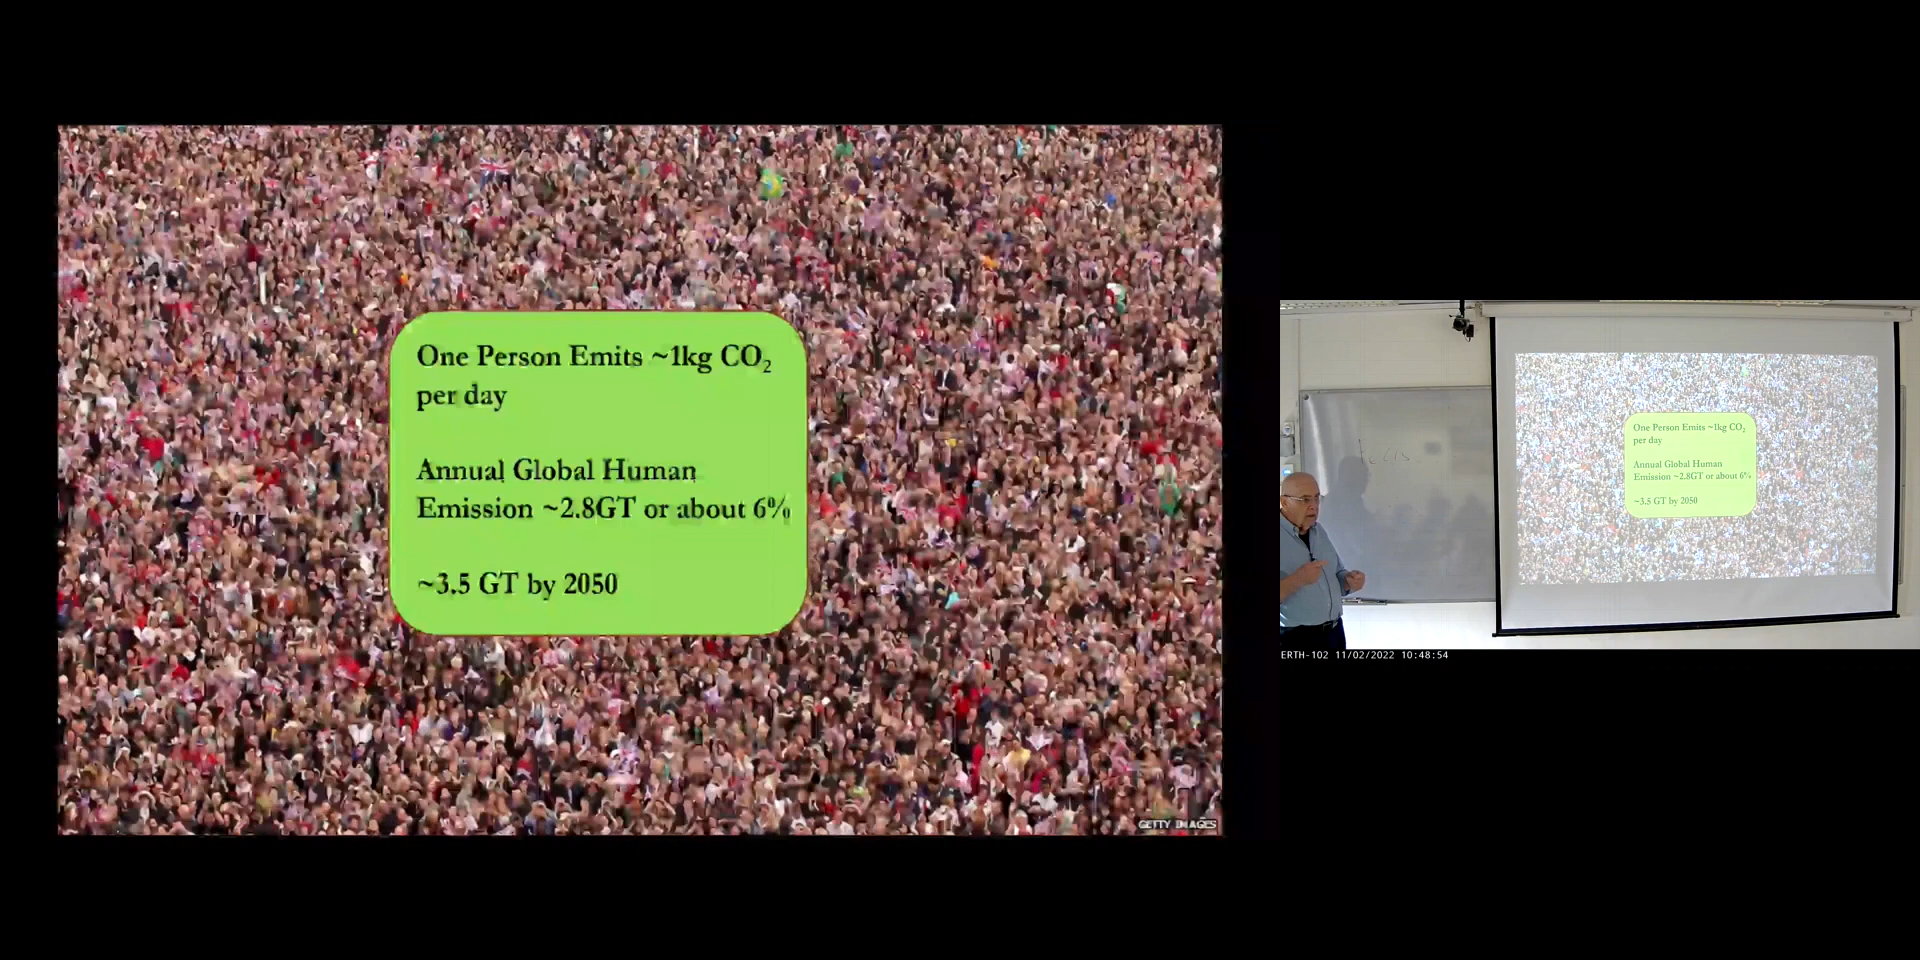 One Person Emits ~1kg CO₂
per day
Annual Global Human
Emission ~2.8GT or about 6%
~3.5 GT by 2050
GETTY IMAGES
One Person Emits ~1kg CO₂
per day
Annual Global Human
Emission ~2.8GT or about 6%
~3.5 GT by 2050
ERTH-102 11/02/2022 10:48:54